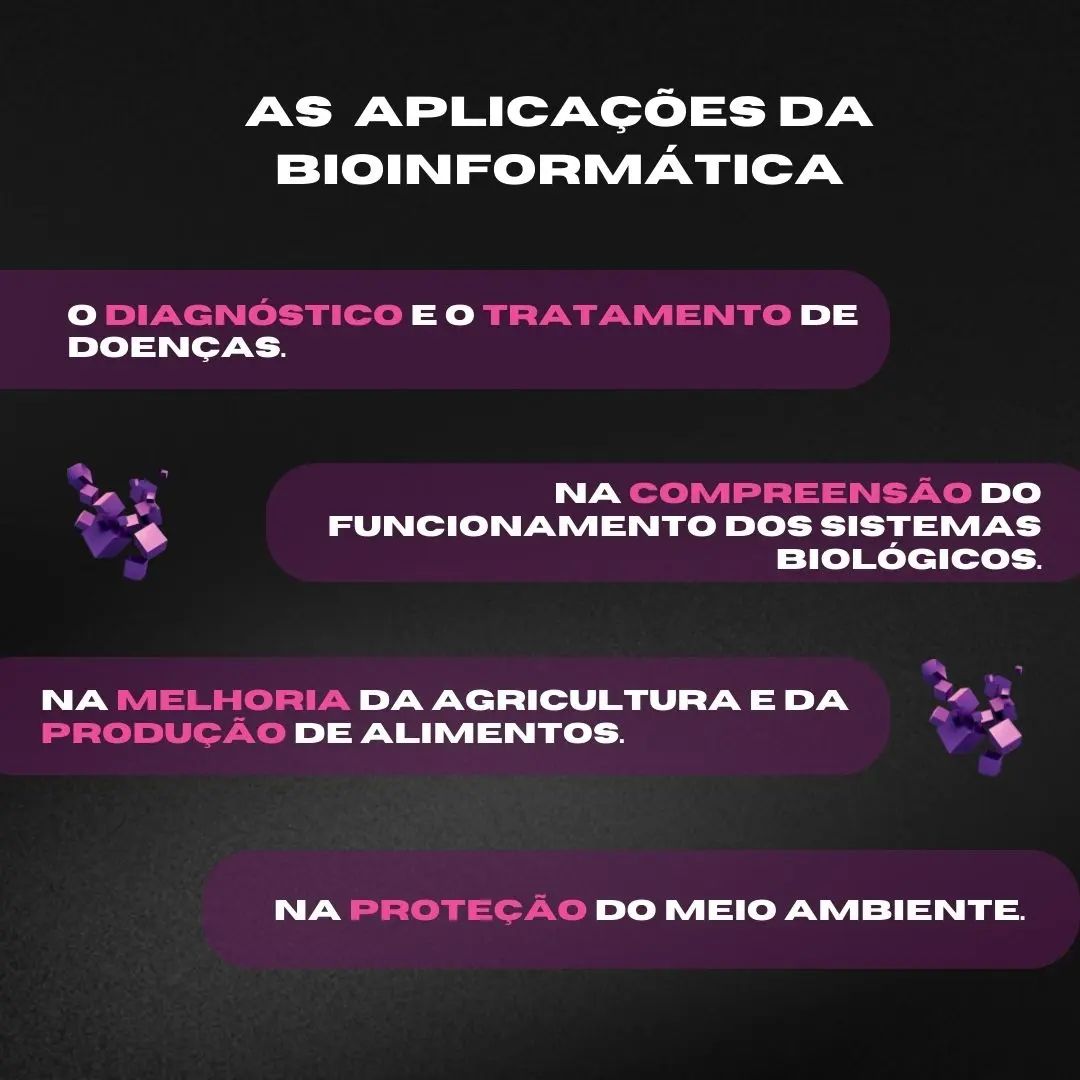 AS APLICAÇÕES DA
BIOINFORMÁTICA
O DIAGNÓSTICO E O TRATAMENTO DE
DOENÇAS.
NA COMPREENSÃO DO
FUNCIONAMENTO DOS SISTEMAS
BIOLÓGICOS.
NA MELHORIA DA AGRICULTURA E DA
PRODUÇÃO DE ALIMENTOS.
NA PROTEÇÃO DO MEIO AMBIENTE.